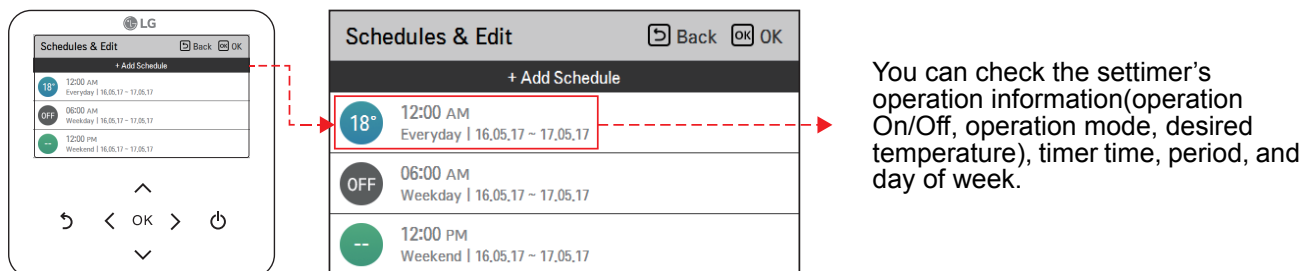 LG
Schedules & Edit Back OK OK
+ Add Schedule
18° 12:00 AM
Everyday | 16.05.17 ~ 17.05.17
OFF 06:00 AM
Weekday | 16.05.17 ~ 17.05.17
-- 12:00 PM
Weekend | 16.05.17 ~ 17.05.17
OK
Schedules & Edit Back OK OK
+ Add Schedule
18° 12:00 AM
Everyday | 16.05.17 ~ 17.05.17
OFF 06:00 AM
Weekday | 16.05.17 ~ 17.05.17
-- 12:00 PM
Weekend | 16.05.17 ~ 17.05.17
You can check the settimer’s
operation information(operation
On/Off, operation mode, desired
temperature), timer time, period, and
day of week.